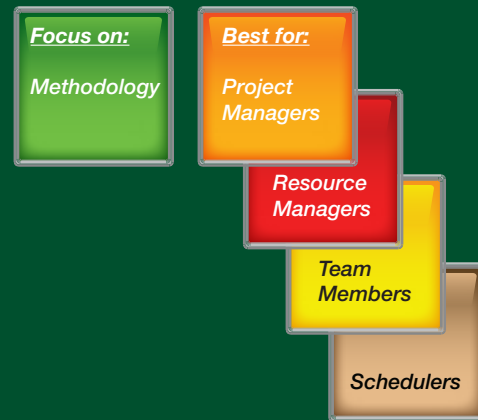 Focus on:
Methodology
Best for:
Project
Managers
Resource
Managers
Team
Members
Schedulers